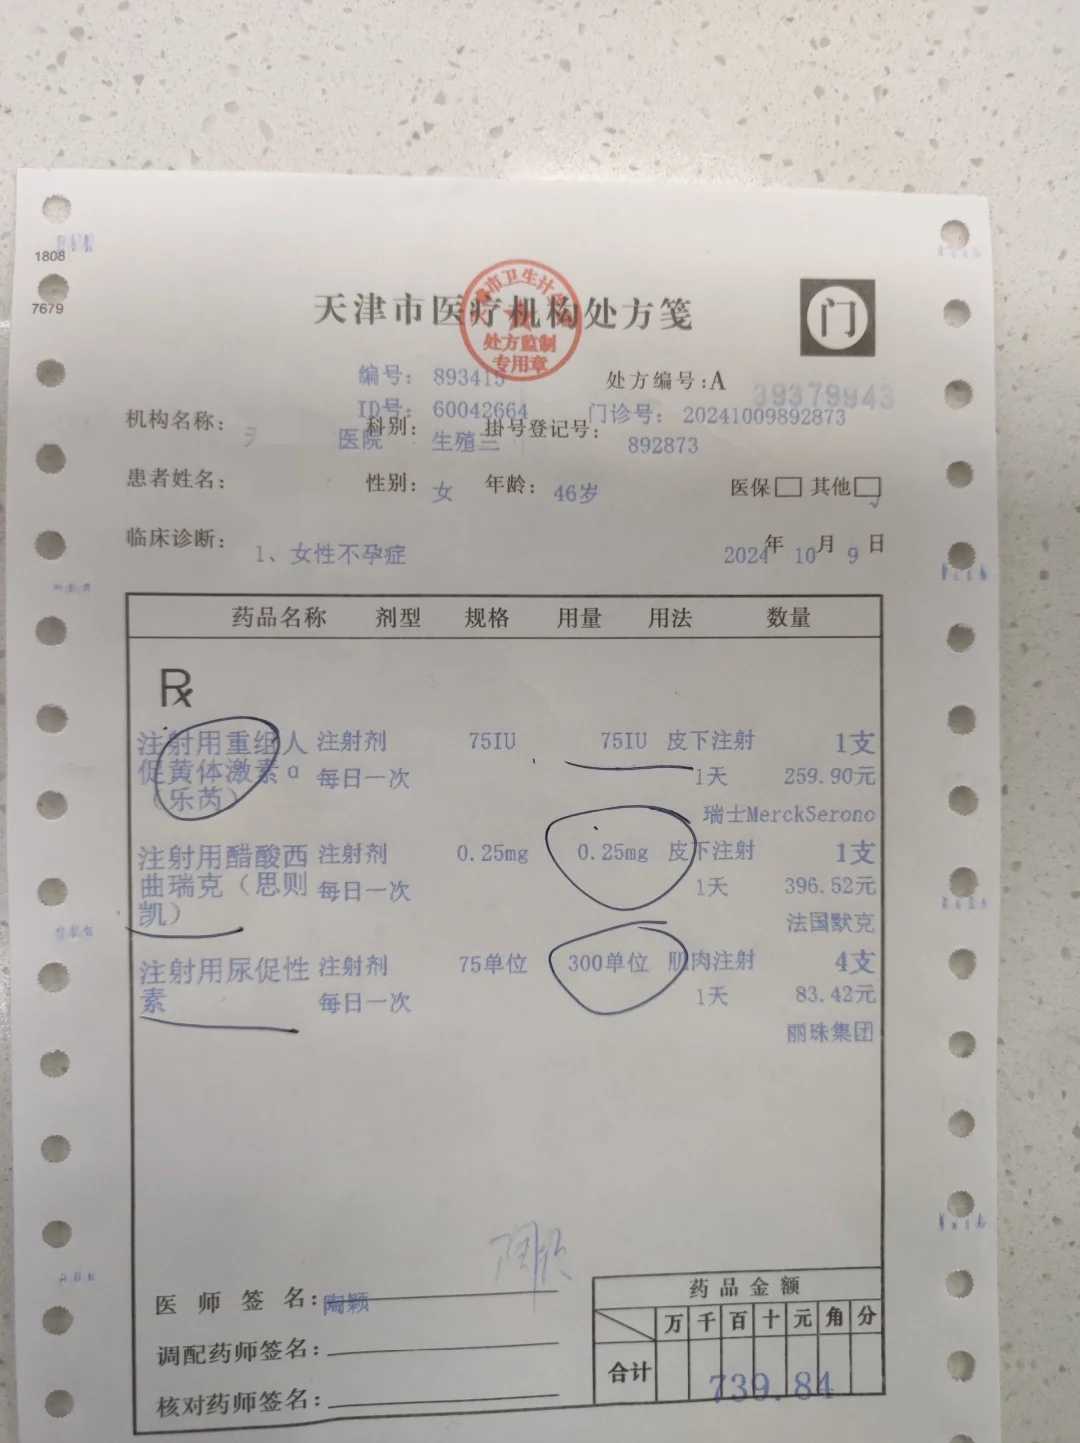 1808
7679
天津市医疗机构处方笺
处方监制
专用章
门
编号: 893415
处方编号:A 39379943
ID号: 60042664
门诊号: 20241009892873
机构名称:
医院
科别:
生殖三
掛号登记号:
892873
患者姓名:
性别: 女
年龄: 46岁
医保 其他
临床诊断: 1、女性不孕症
2024年 10月 9日
药品名称 剂型 规格 用量 用法 数量
Rx
注射用重组人 注射剂 75IU 75IU 皮下注射 1支
促黄体激素α 每日一次 1天 259.90元
（乐芮）
瑞士MerckSerono
注射用醋酸西 注射剂 0.25mg 0.25mg 皮下注射 1支
曲瑞克（思则 每日一次 1天 396.52元
凯）
法国默克
注射用尿促性 注射剂 75单位 300单位 肌肉注射 4支
素 每日一次 1天 83.42元
丽珠集团
医师签名: 陶颖
调配药师签名:
核对药师签名:
药品金额
万 千 百 十 元 角 分
合计 739.84